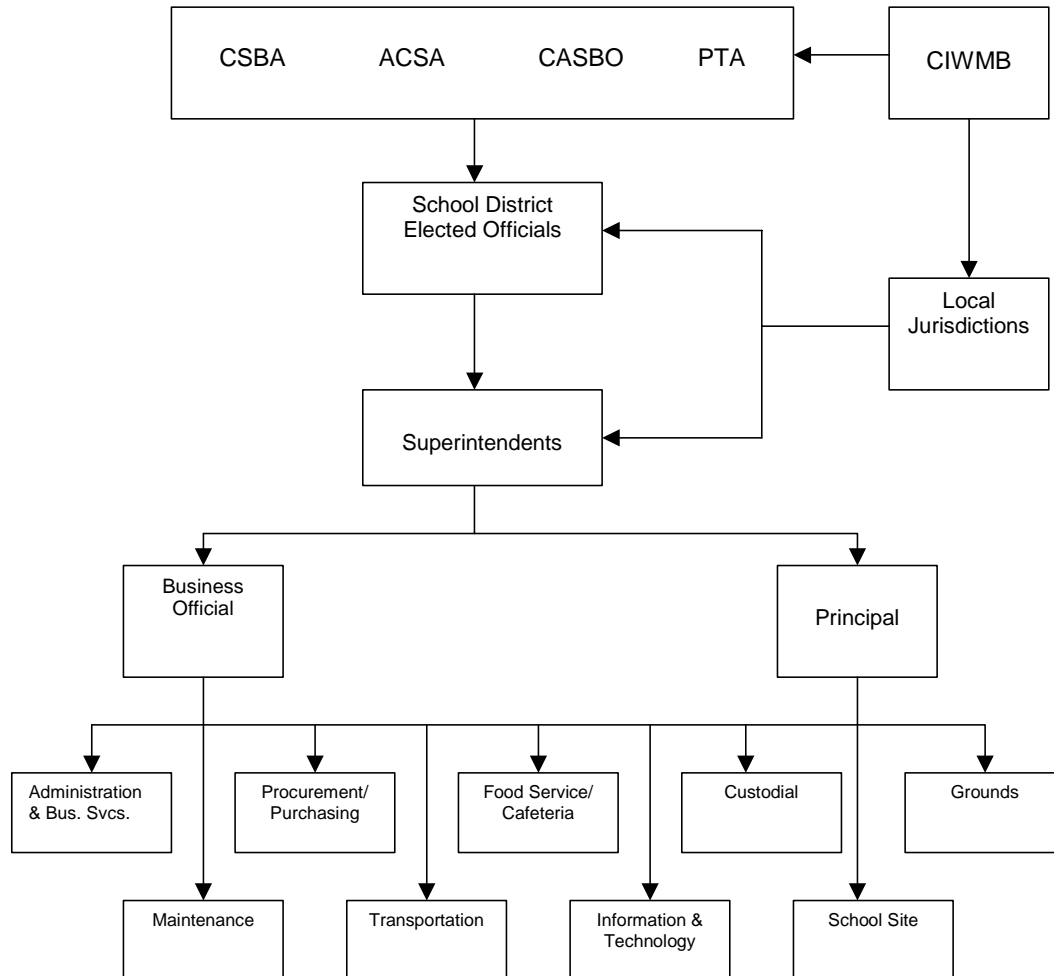 CSBA ACSA CASBO PTA
CIWMB
School District
Elected Officials
Local
Jurisdictions
Superintendents
Business
Official
Principal
Administration
& Bus. Svcs.
Procurement/
Purchasing
Food Service/
Cafeteria
Custodial
Grounds
Maintenance
Transportation
Information &
Technology
School Site